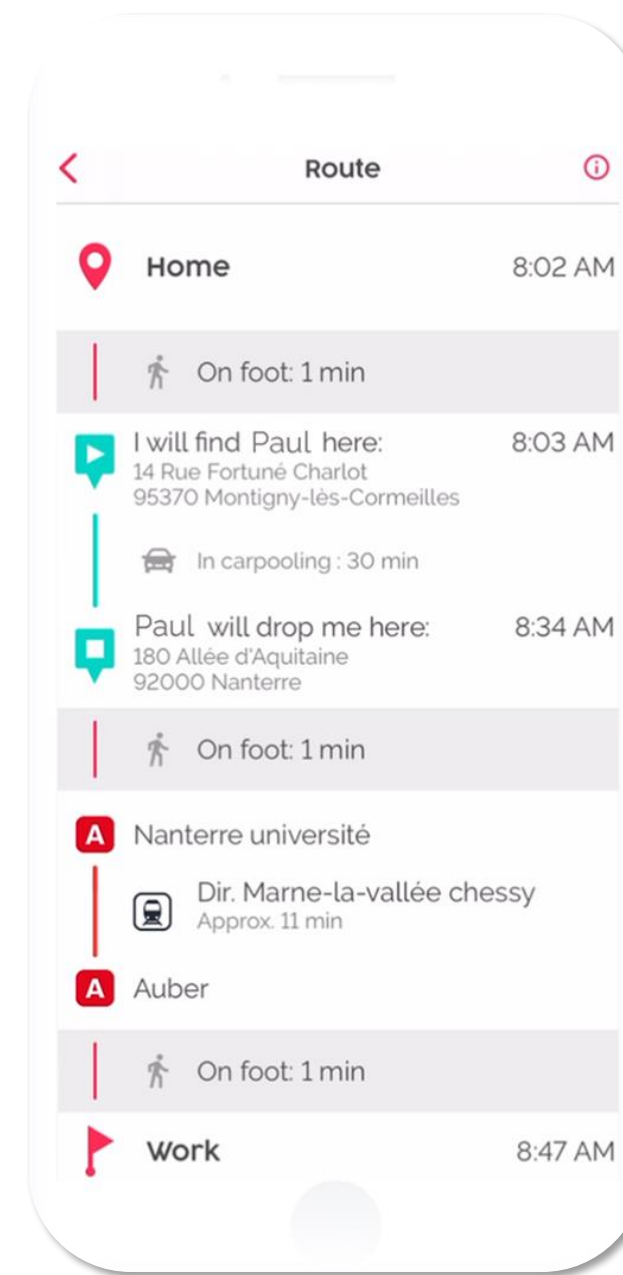 Route
Home 8:02 AM
On foot: 1 min
I will find Paul here: 8:03 AM
14 Rue Fortuné Charlot
95370 Montigny-lès-Cormeilles
In carpooling : 30 min
Paul will drop me here: 8:34 AM
180 Allée d'Aquitaine
92000 Nanterre
On foot: 1 min
A Nanterre université
Dir. Marne-la-vallée chessy
Approx. 11 min
A Auber
On foot: 1 min
Work 8:47 AM